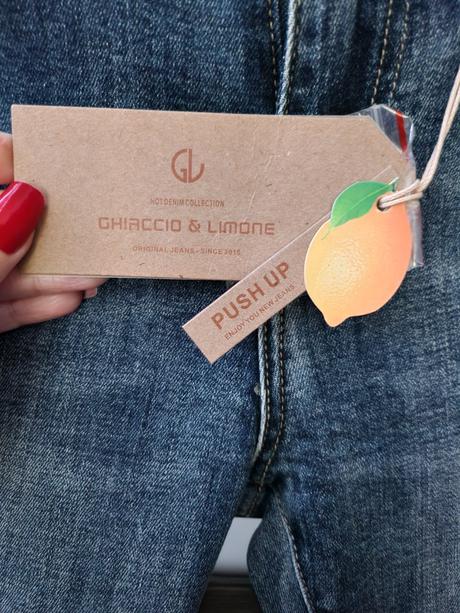 GL
HOT DENIM COLLECTION
GHIACCIO & LIMONE
ORIGINAL JEANS - SINCE 2015
PUSH UP
ENJOY YOU NEW JEANS